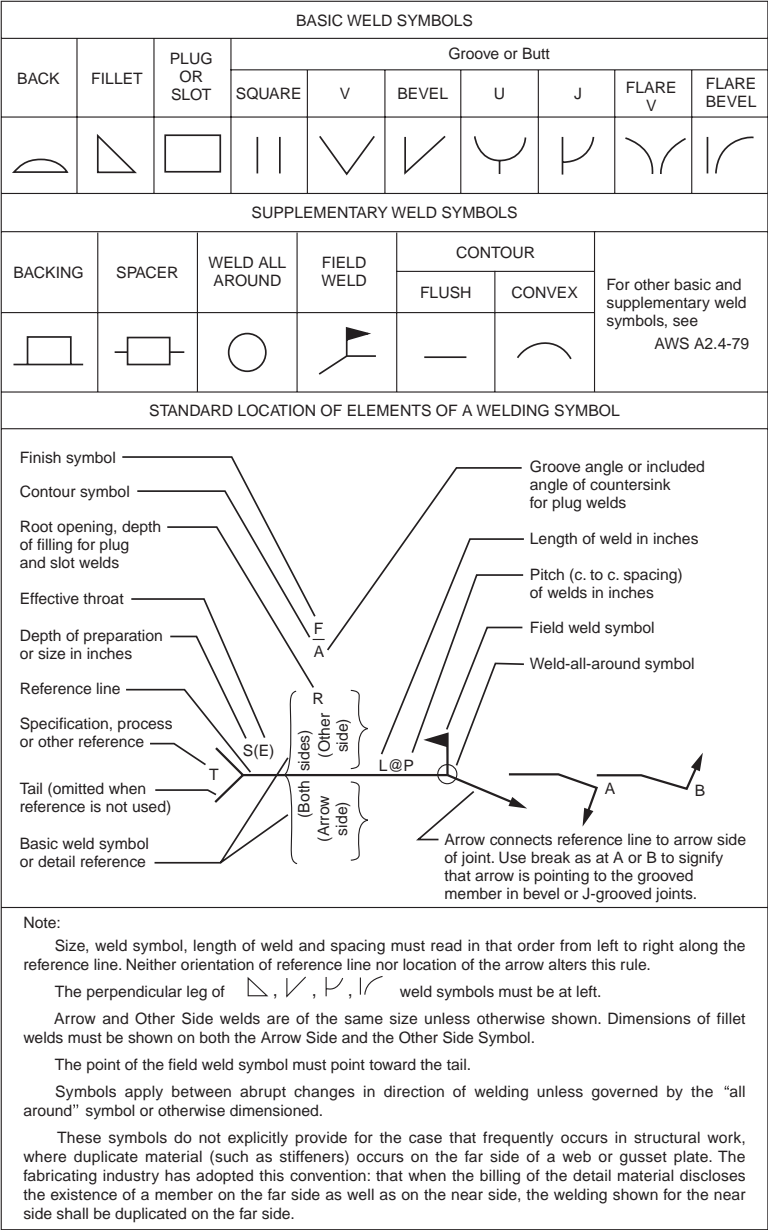 BASIC WELD SYMBOLS
BACK
FILLET
PLUG
OR
SLOT
Groove or Butt
SQUARE
V
BEVEL
U
J
FLARE
V
FLARE
BEVEL
SUPPLEMENTARY WELD SYMBOLS
BACKING
SPACER
WELD ALL
AROUND
FIELD
WELD
CONTOUR
FLUSH
CONVEX
For other basic and
supplementary weld
symbols, see
AWS A2.4-79
STANDARD LOCATION OF ELEMENTS OF A WELDING SYMBOL
Finish symbol
Contour symbol
Root opening, depth
of filling for plug
and slot welds
Effective throat
Depth of preparation
or size in inches
Reference line
Specification, process
or other reference
Tail (omitted when
reference is not used)
Basic weld symbol
or detail reference
F
A
R
S(E)
T
(Both sides)
(Other
side)
(Arrow
side)
L@P
A
B
Groove angle or included
angle of countersink
for plug welds
Length of weld in inches
Pitch (c. to c. spacing)
of welds in inches
Field weld symbol
Weld-all-around symbol
Arrow connects reference line to arrow side
of joint. Use break as at A or B to signify
that arrow is pointing to the grooved
member in bevel or J-grooved joints.
Note:
Size, weld symbol, length of weld and spacing must read in that order from left to right along the
reference line. Neither orientation of reference line nor location of the arrow alters this rule.
The perpendicular leg of , , , weld symbols must be at left.
Arrow and Other Side welds are of the same size unless otherwise shown. Dimensions of fillet
welds must be shown on both the Arrow Side and the Other Side Symbol.
The point of the field weld symbol must point toward the tail.
Symbols apply between abrupt changes in direction of welding unless governed by the “all
around’’ symbol or otherwise dimensioned.
These symbols do not explicitly provide for the case that frequently occurs in structural work,
where duplicate material (such as stiffeners) occurs on the far side of a web or gusset plate. The
fabricating industry has adopted this convention: that when the billing of the detail material discloses
the existence of a member on the far side as well as on the near side, the welding shown for the near
side shall be duplicated on the far side.